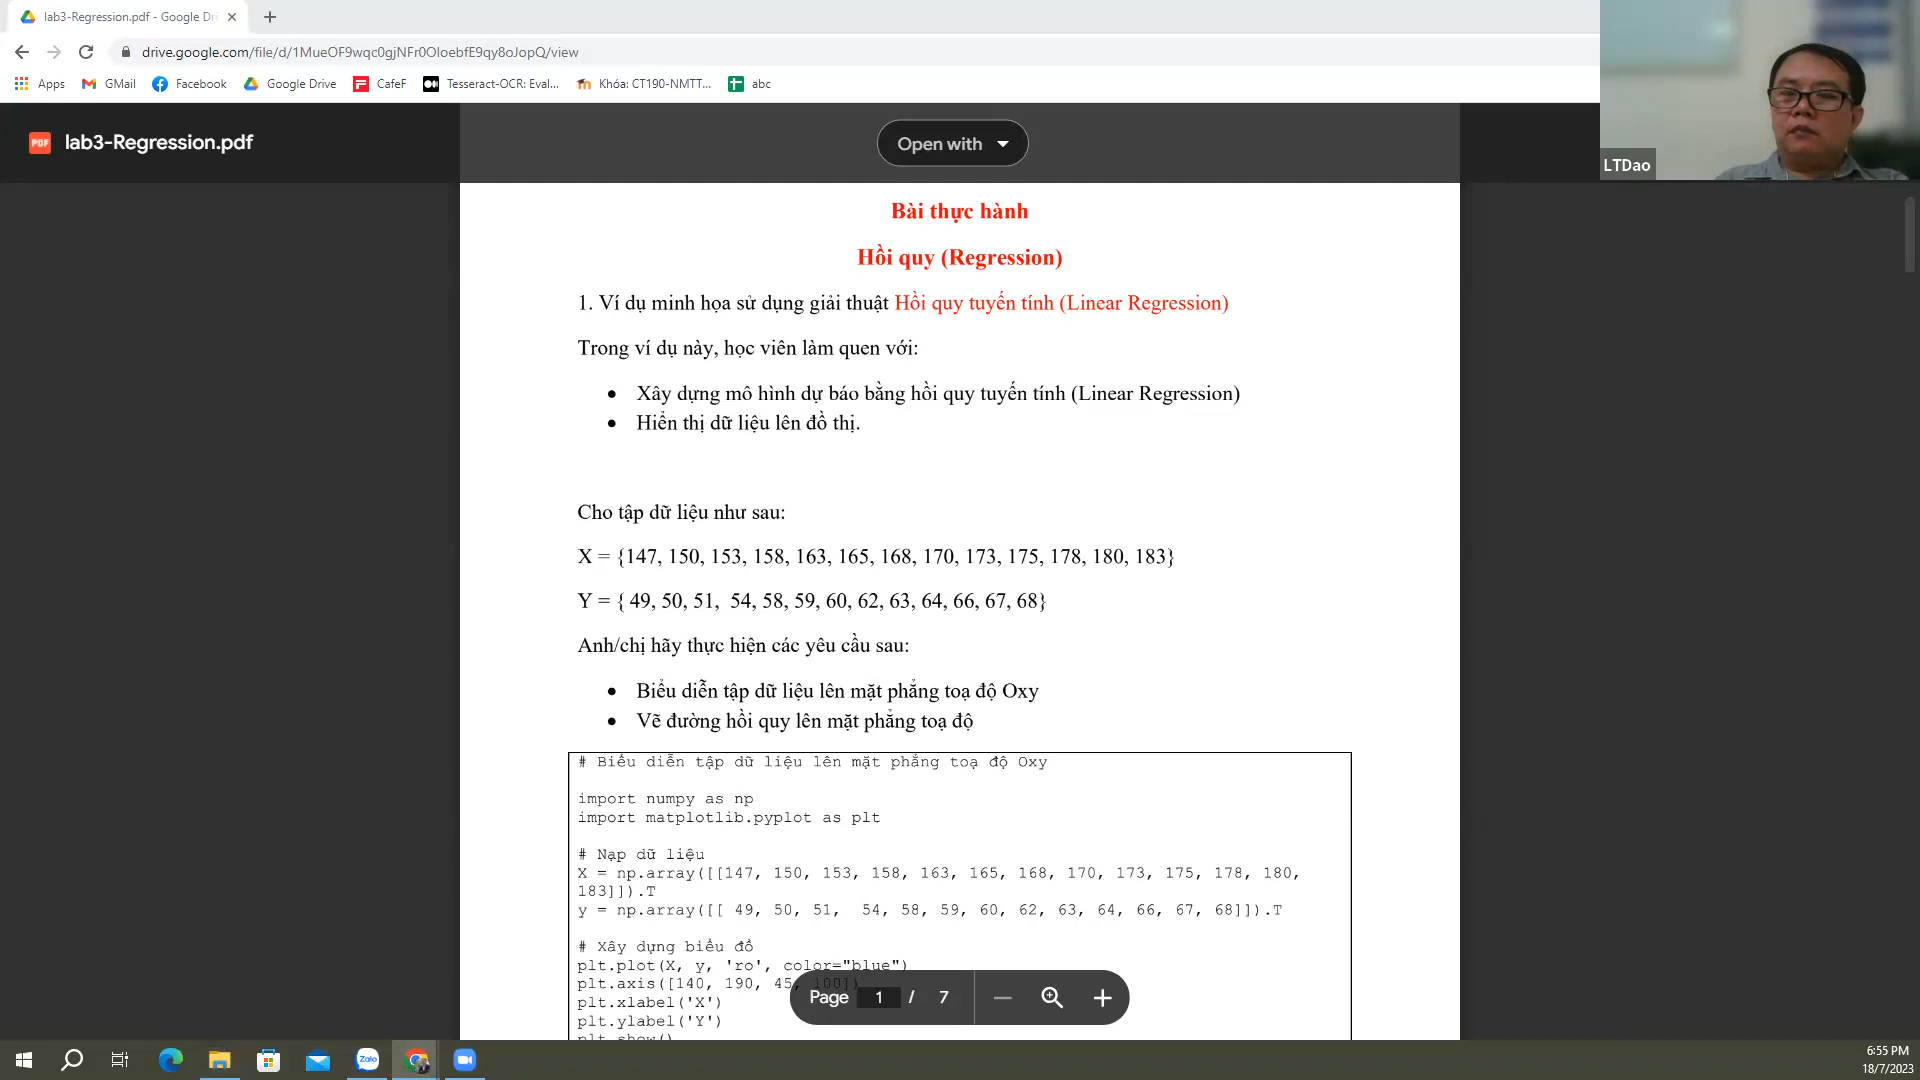 lab3-Regression.pdf - Google Dri
drive.google.com/file/d/1MueOF9wqc0gjNFr0OIoebfE9qy8oJopQ/view
Apps GMail Facebook Google Drive CafeF Tesseract-OCR: Eval... Khóa: CT190-NMTT... abc
PDF lab3-Regression.pdf
Open with
LTDao
Bài thực hành
Hồi quy (Regression)
1. Ví dụ minh họa sử dụng giải thuật Hồi quy tuyến tính (Linear Regression)
Trong ví dụ này, học viên làm quen với:
• Xây dựng mô hình dự báo bằng hồi quy tuyến tính (Linear Regression)
• Hiển thị dữ liệu lên đồ thị.
Cho tập dữ liệu như sau:
X = {147, 150, 153, 158, 163, 165, 168, 170, 173, 175, 178, 180, 183}
Y = { 49, 50, 51,  54, 58, 59, 60, 62, 63, 64, 66, 67, 68}
Anh/chị hãy thực hiện các yêu cầu sau:
• Biểu diễn tập dữ liệu lên mặt phẳng toạ độ Oxy
• Vẽ đường hồi quy lên mặt phẳng toạ độ
# Biểu diễn tập dữ liệu lên mặt phẳng toạ độ Oxy
import numpy as np
import matplotlib.pyplot as plt
# Nạp dữ liệu
X = np.array([[147, 150, 153, 158, 163, 165, 168, 170, 173, 175, 178, 180,
183]]).T
y = np.array([[ 49, 50, 51,  54, 58, 59, 60, 62, 63, 64, 66, 67, 68]]).T
# Xây dựng biểu đồ
plt.plot(X, y, 'ro', color="blue")
plt.axis([140, 190, 45, 100])
plt.xlabel('X')
plt.ylabel('Y')
plt.show()
Page 1 / 7
Zalo
6:55 PM
18/7/2023